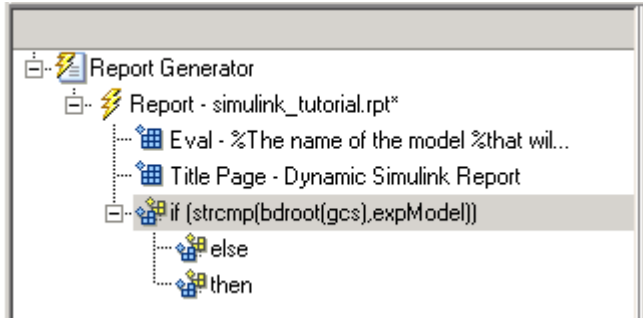 Report Generator
Report - simulink_tutorial.rpt*
Eval - %The name of the model %that wil...
Title Page - Dynamic Simulink Report
if (strcmp(bdroot(gcs),expModel))
else
then